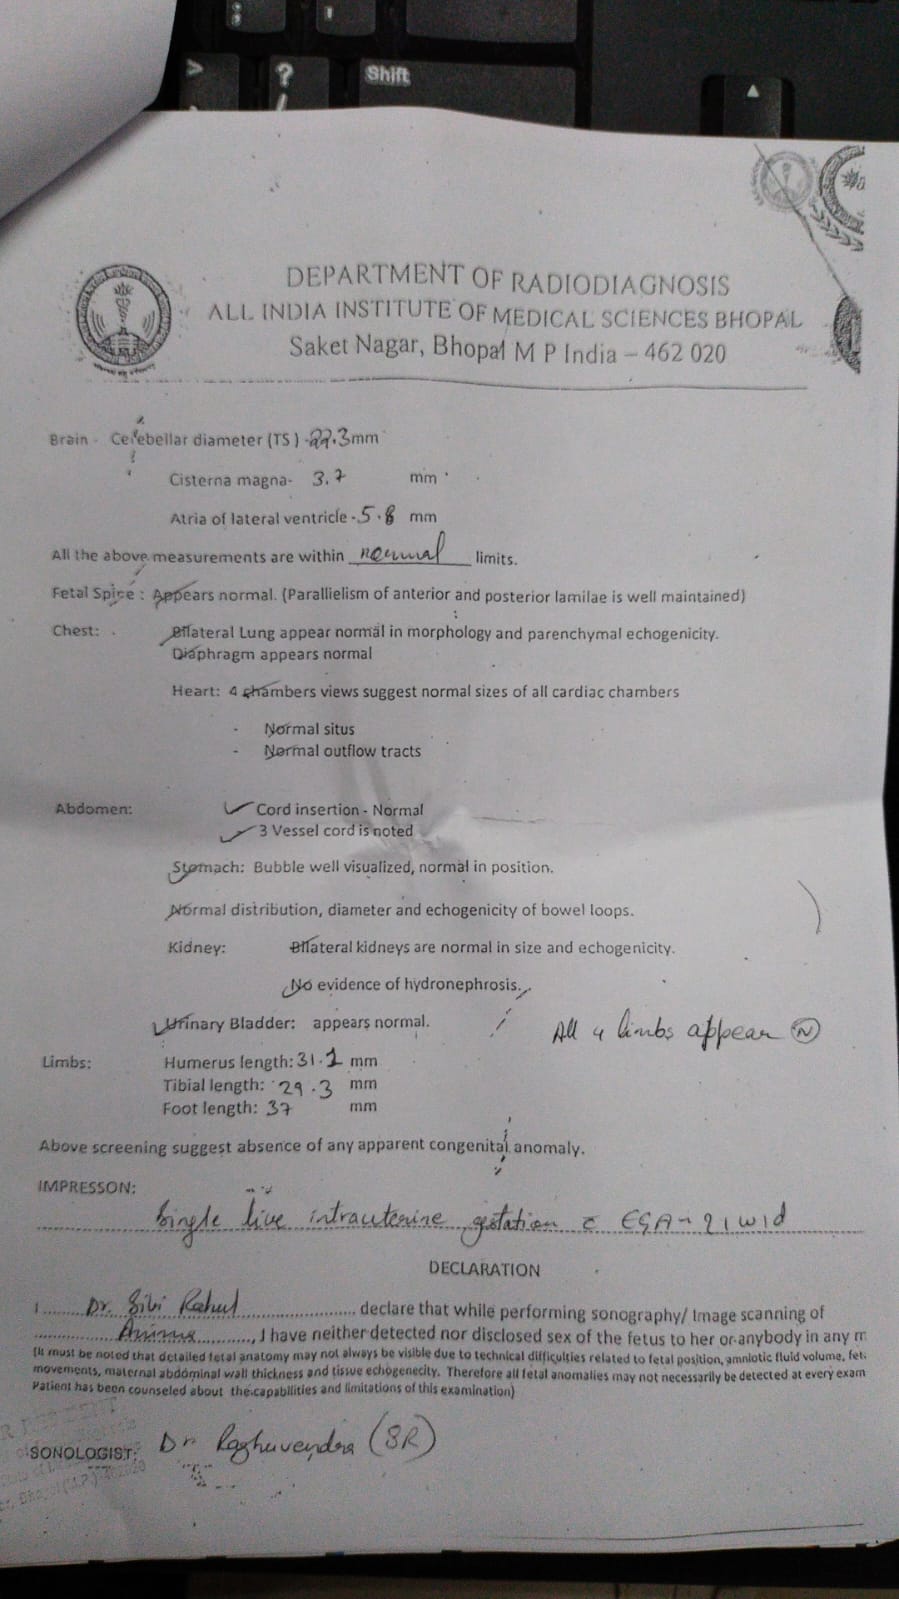 Shift
DEPARTMENT OF RADIODIAGNOSIS
ALL INDIA INSTITUTE OF MEDICAL SCIENCES BHOPAL
Saket Nagar, Bhopal M P India – 462 020
Brain - Cerebellar diameter (TS) - 22.3 mm
Cisterna magna- 3.7 mm
Atria of lateral ventricle - 5.8 mm
All the above measurements are within normal limits.
Fetal Spine : Appears normal. (Parallielism of anterior and posterior lamilae is well maintained)
Chest: Bilateral Lung appear normal in morphology and parenchymal echogenicity.
Diaphragm appears normal
Heart: 4 chambers views suggest normal sizes of all cardiac chambers
- Normal situs
- Normal outflow tracts
Abdomen: Cord insertion - Normal
3 Vessel cord is noted
Stomach: Bubble well visualized, normal in position.
Normal distribution, diameter and echogenicity of bowel loops.
Kidney: Bilateral kidneys are normal in size and echogenicity.
No evidence of hydronephrosis.
Urinary Bladder: appears normal. All 4 limbs appear N
Limbs: Humerus length: 31.1 mm
Tibial length: 29.3 mm
Foot length: 37 mm
Above screening suggest absence of any apparent congenital anomaly.
IMPRESSON:
Single live intrauterine gestation c EGA - 21W1d
DECLARATION
I Dr. Sibi Rahul declare that while performing sonography/ Image scanning of
, I have neither detected nor disclosed sex of the fetus to her or anybody in any m
(It must be noted that detailed fetal anatomy may not always be visible due to technical difficulties related to fetal position, amniotic fluid volume, fet
movements, maternal abdominal wall thickness and tissue echogenecity. Therefore all fetal anomalies may not necessarily be detected at every exam
Patient has been counseled about the capabilities and limitations of this examination)
SONOLOGIST: Dr Raghuvendra (SR)